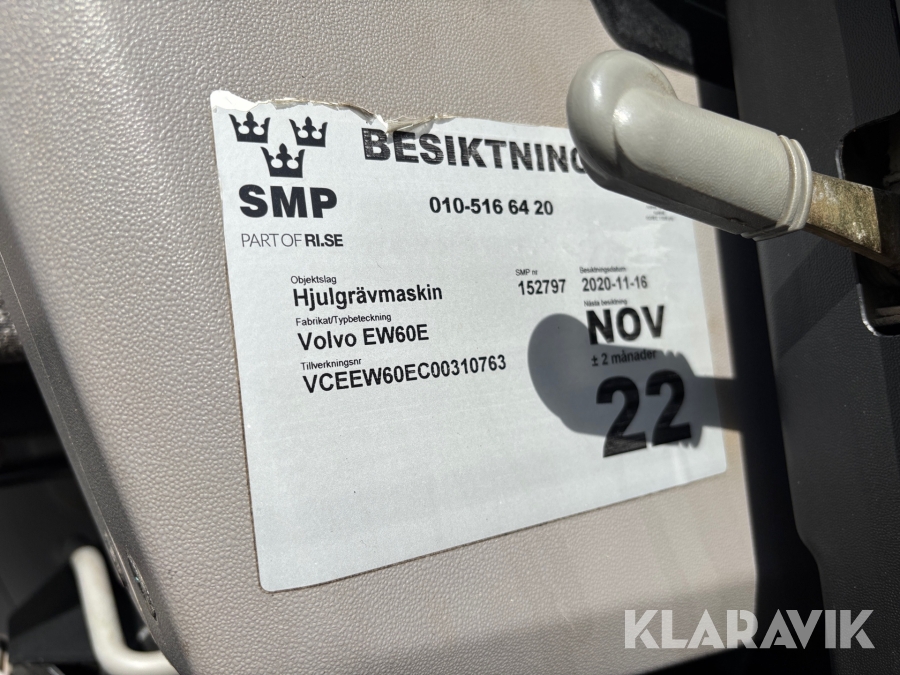 BESIKTNING
010-516 64 20
SMP
PART OF RI.SE
Objektslag
Hjulgrävmaskin
Fabrikat/Typbeteckning
Volvo EW60E
Tillverkningsnr
VCEEW60EC00310763
SMP nr
152797
Besiktningsdatum
2020-11-16
Nästa besiktning
NOV
± 2 månader
22
KLARAVIK